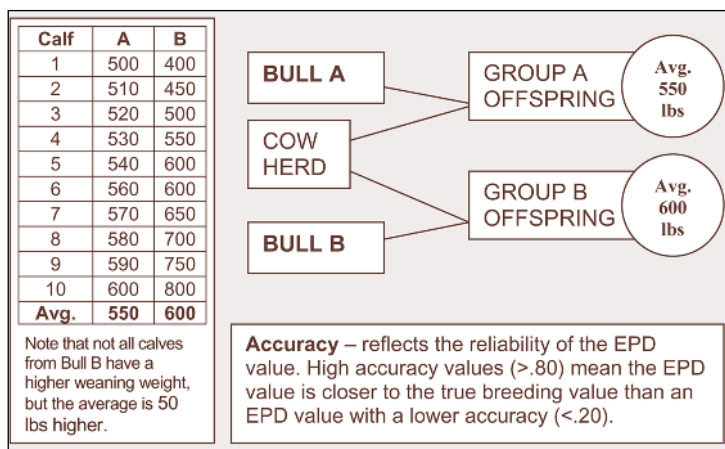 Calf A B
1 500 400
2 510 450
3 520 500
4 530 550
5 540 600
6 560 600
7 570 650
8 580 700
9 590 750
10 600 800
Avg. 550 600
Note that not all calves
from Bull B have a
higher weaning weight,
but the average is 50
lbs higher.
BULL A
COW
HERD
BULL B
GROUP A
OFFSPRING
Avg.
550
lbs
GROUP B
OFFSPRING
Avg.
600
lbs
Accuracy – reflects the reliability of the EPD
value. High accuracy values (>.80) mean the EPD
value is closer to the true breeding value than an
EPD value with a lower accuracy (<.20).